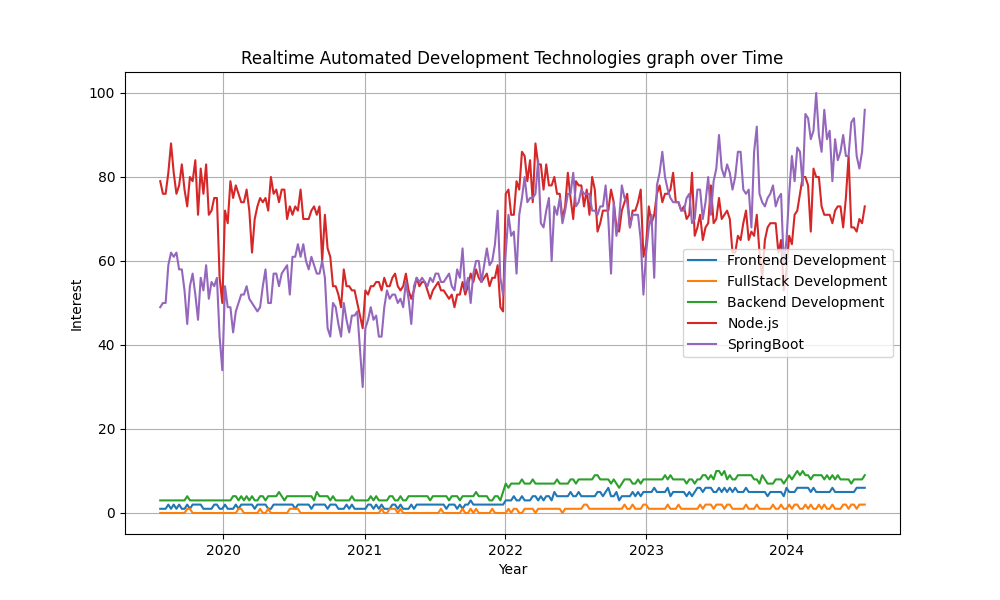 Realtime Automated Development Technologies graph over Time
Interest
100
80
60
40
20
0
Frontend Development
FullStack Development
Backend Development
Node.js
SpringBoot
2020
2021
2022
2023
2024
Year